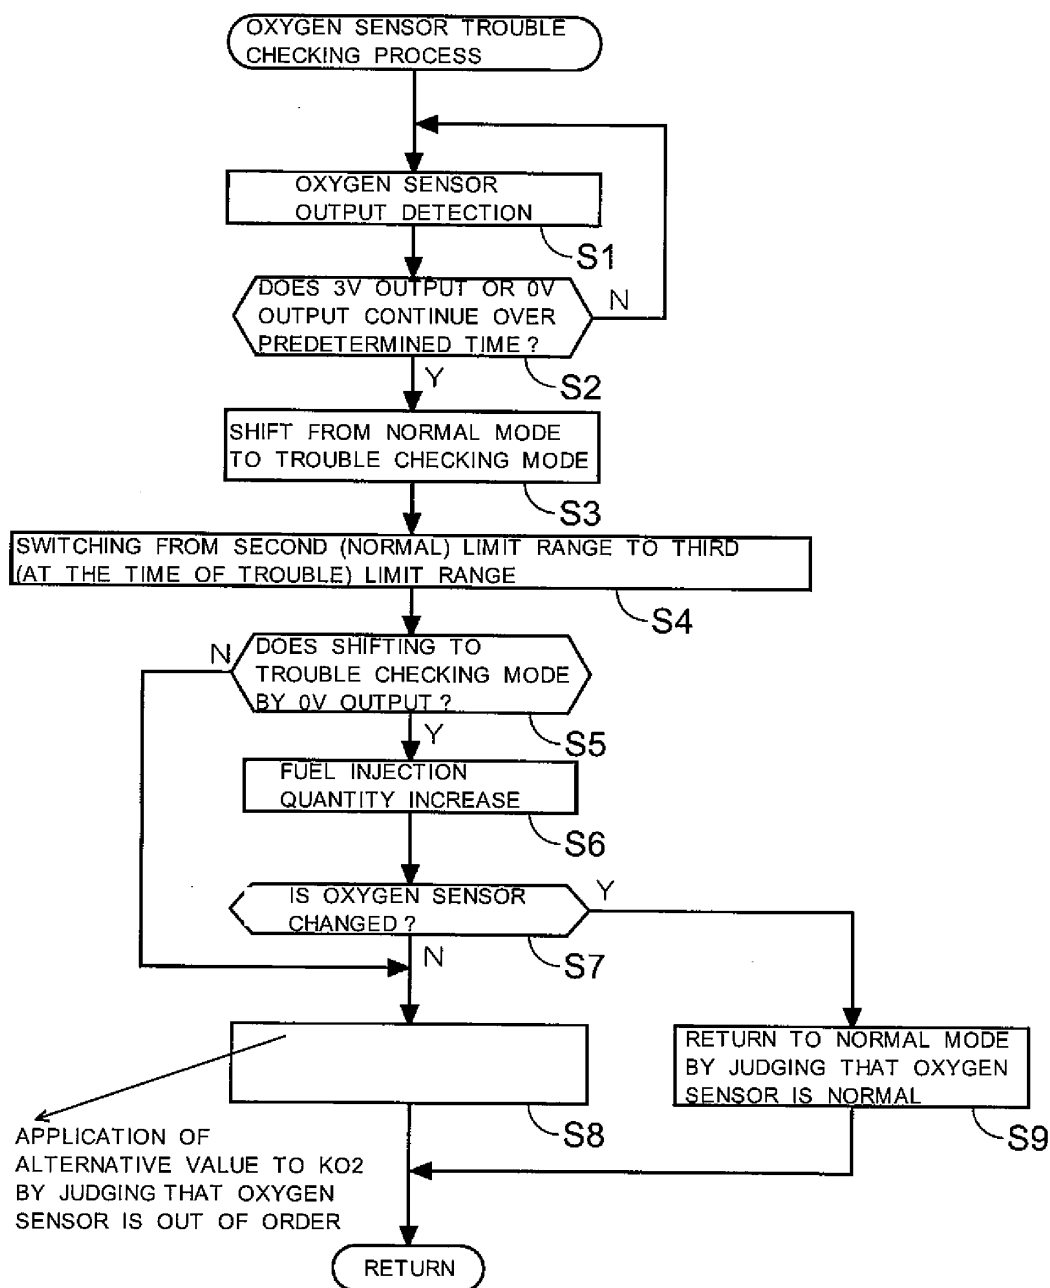 OXYGEN SENSOR TROUBLE
CHECKING PROCESS
OXYGEN SENSOR
OUTPUT DETECTION
S1
DOES 3V OUTPUT OR 0V
OUTPUT CONTINUE OVER
PREDETERMINED TIME?
N
S2
Y
SHIFT FROM NORMAL MODE
TO TROUBLE CHECKING MODE
S3
SWITCHING FROM SECOND (NORMAL) LIMIT RANGE TO THIRD
(AT THE TIME OF TROUBLE) LIMIT RANGE
S4
N
DOES SHIFTING TO
TROUBLE CHECKING MODE
BY 0V OUTPUT?
S5
Y
FUEL INJECTION
QUANTITY INCREASE
S6
IS OXYGEN SENSOR
CHANGED?
Y
S7
N
RETURN TO NORMAL MODE
BY JUDGING THAT OXYGEN
SENSOR IS NORMAL
S8
S9
APPLICATION OF
ALTERNATIVE VALUE TO KO2
BY JUDGING THAT OXYGEN
SENSOR IS OUT OF ORDER
RETURN